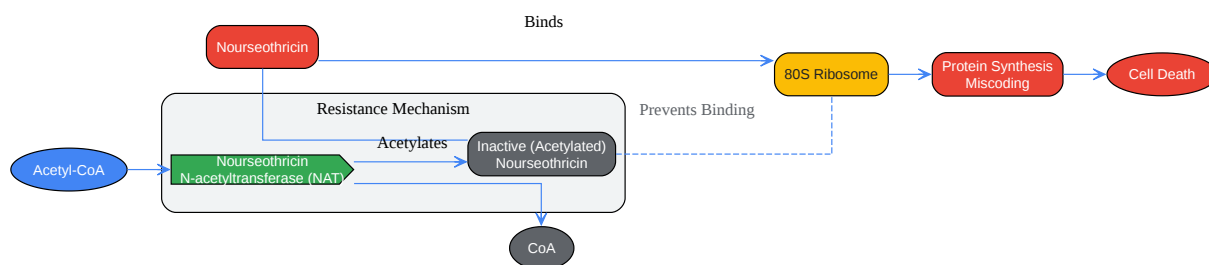 Binds
Nourseothricin
80S Ribosome
Protein Synthesis
Miscoding
Cell Death
Resistance Mechanism
Prevents Binding
Acetylates
Inactive (Acetylated)
Nourseothricin
Acetyl-CoA
Nourseothricin
N-acetyltransferase (NAT)
CoA